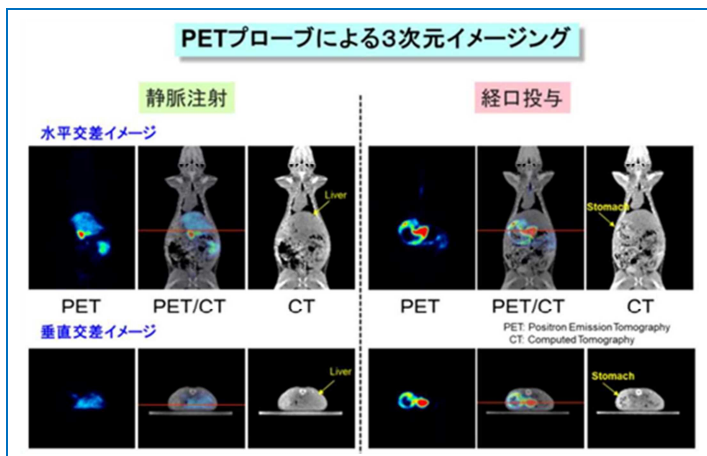 PETプローブによる3次元イメージング
静脈注射
経口投与
水平交差イメージ
Liver
Stomach
PET
PET/CT
CT
PET
PET/CT
CT
垂直交差イメージ
PET: Positron Emission Tomography
CT: Computed Tomography
Liver
Stomach